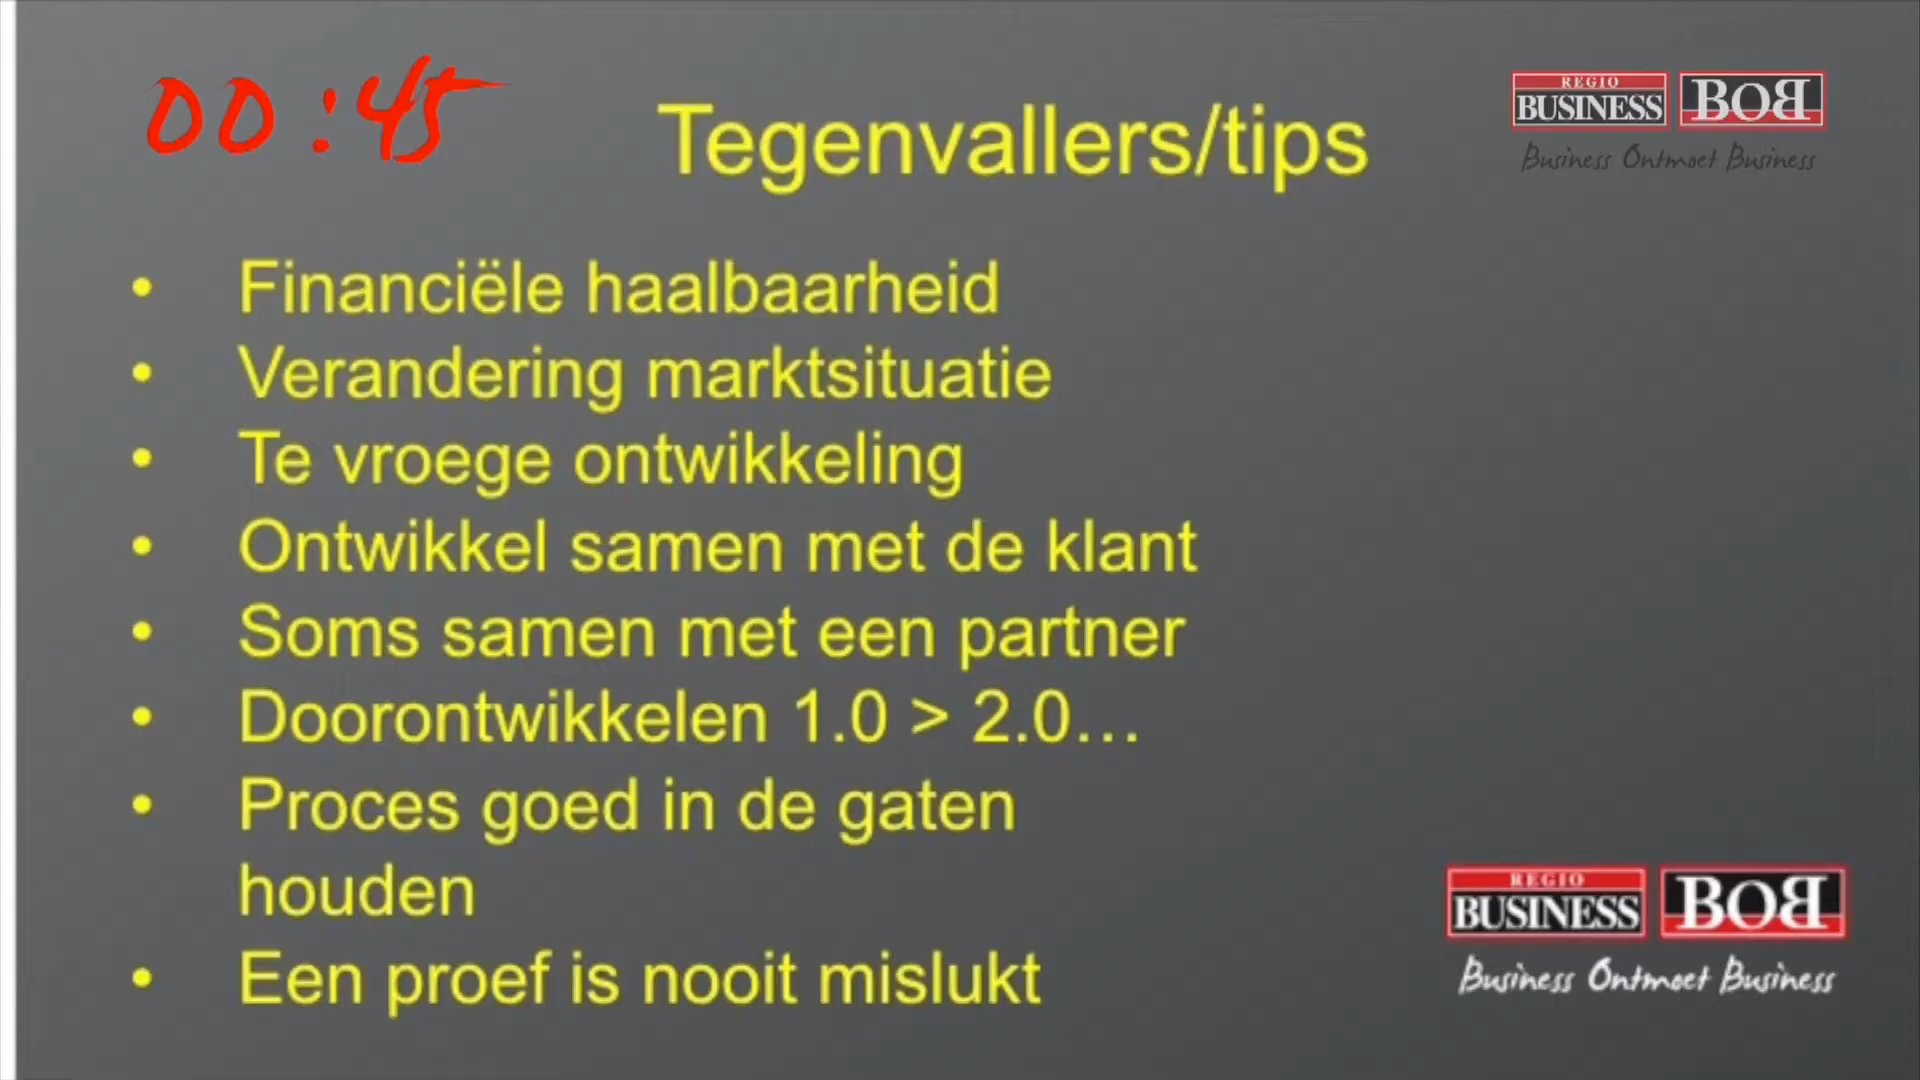 00:45
Tegenvallers/tips
REGIO
BUSINESS BOB
Business Ontmoet Business
• Financiële haalbaarheid
• Verandering marktsituatie
• Te vroege ontwikkeling
• Ontwikkel samen met de klant
• Soms samen met een partner
• Doorontwikkelen 1.0 > 2.0...
• Proces goed in de gaten
houden
• Een proef is nooit mislukt
REGIO
BUSINESS BOB
Business Ontmoet Business